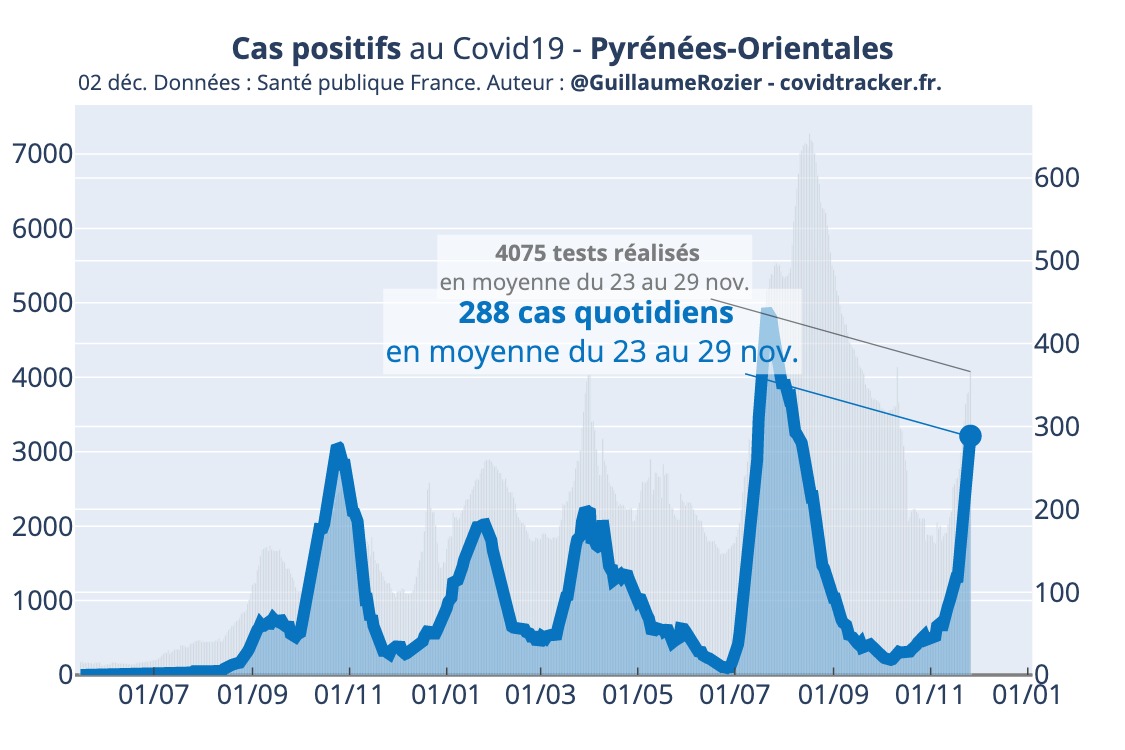 Cas positifs au Covid19 - Pyrénées-Orientales
02 déc. Données : Santé publique France. Auteur : @GuillaumeRozier - covidtracker.fr.
7000
6000
5000
4000
3000
2000
1000
0
4075 tests réalisés
en moyenne du 23 au 29 nov.
288 cas quotidiens
en moyenne du 23 au 29 nov.
600
500
400
300
200
100
0
01/07 01/09 01/11 01/01 01/03 01/05 01/07 01/09 01/11 01/01